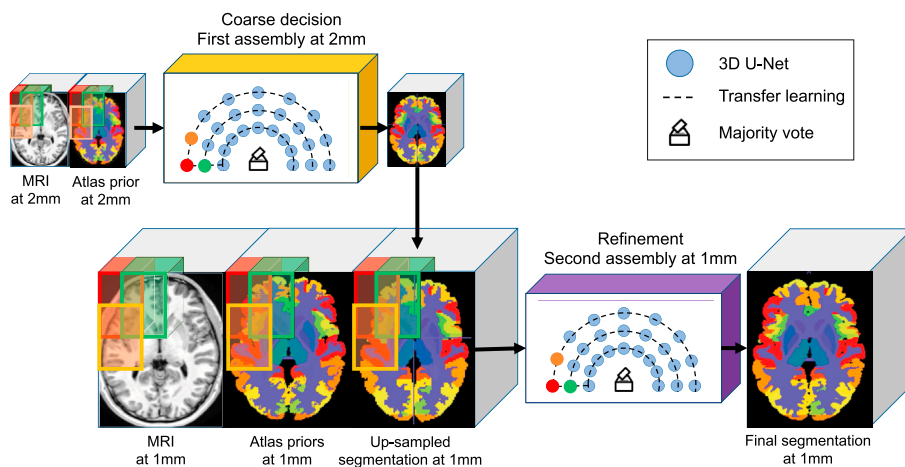 Coarse decision
First assembly at 2mm
MRI
at 2mm
Atlas prior
at 2mm
3D U-Net
Transfer learning
Majority vote
Refinement
Second assembly at 1mm
MRI
at 1mm
Atlas priors
at 1mm
Up-sampled
segmentation at 1mm
Final segmentation
at 1mm